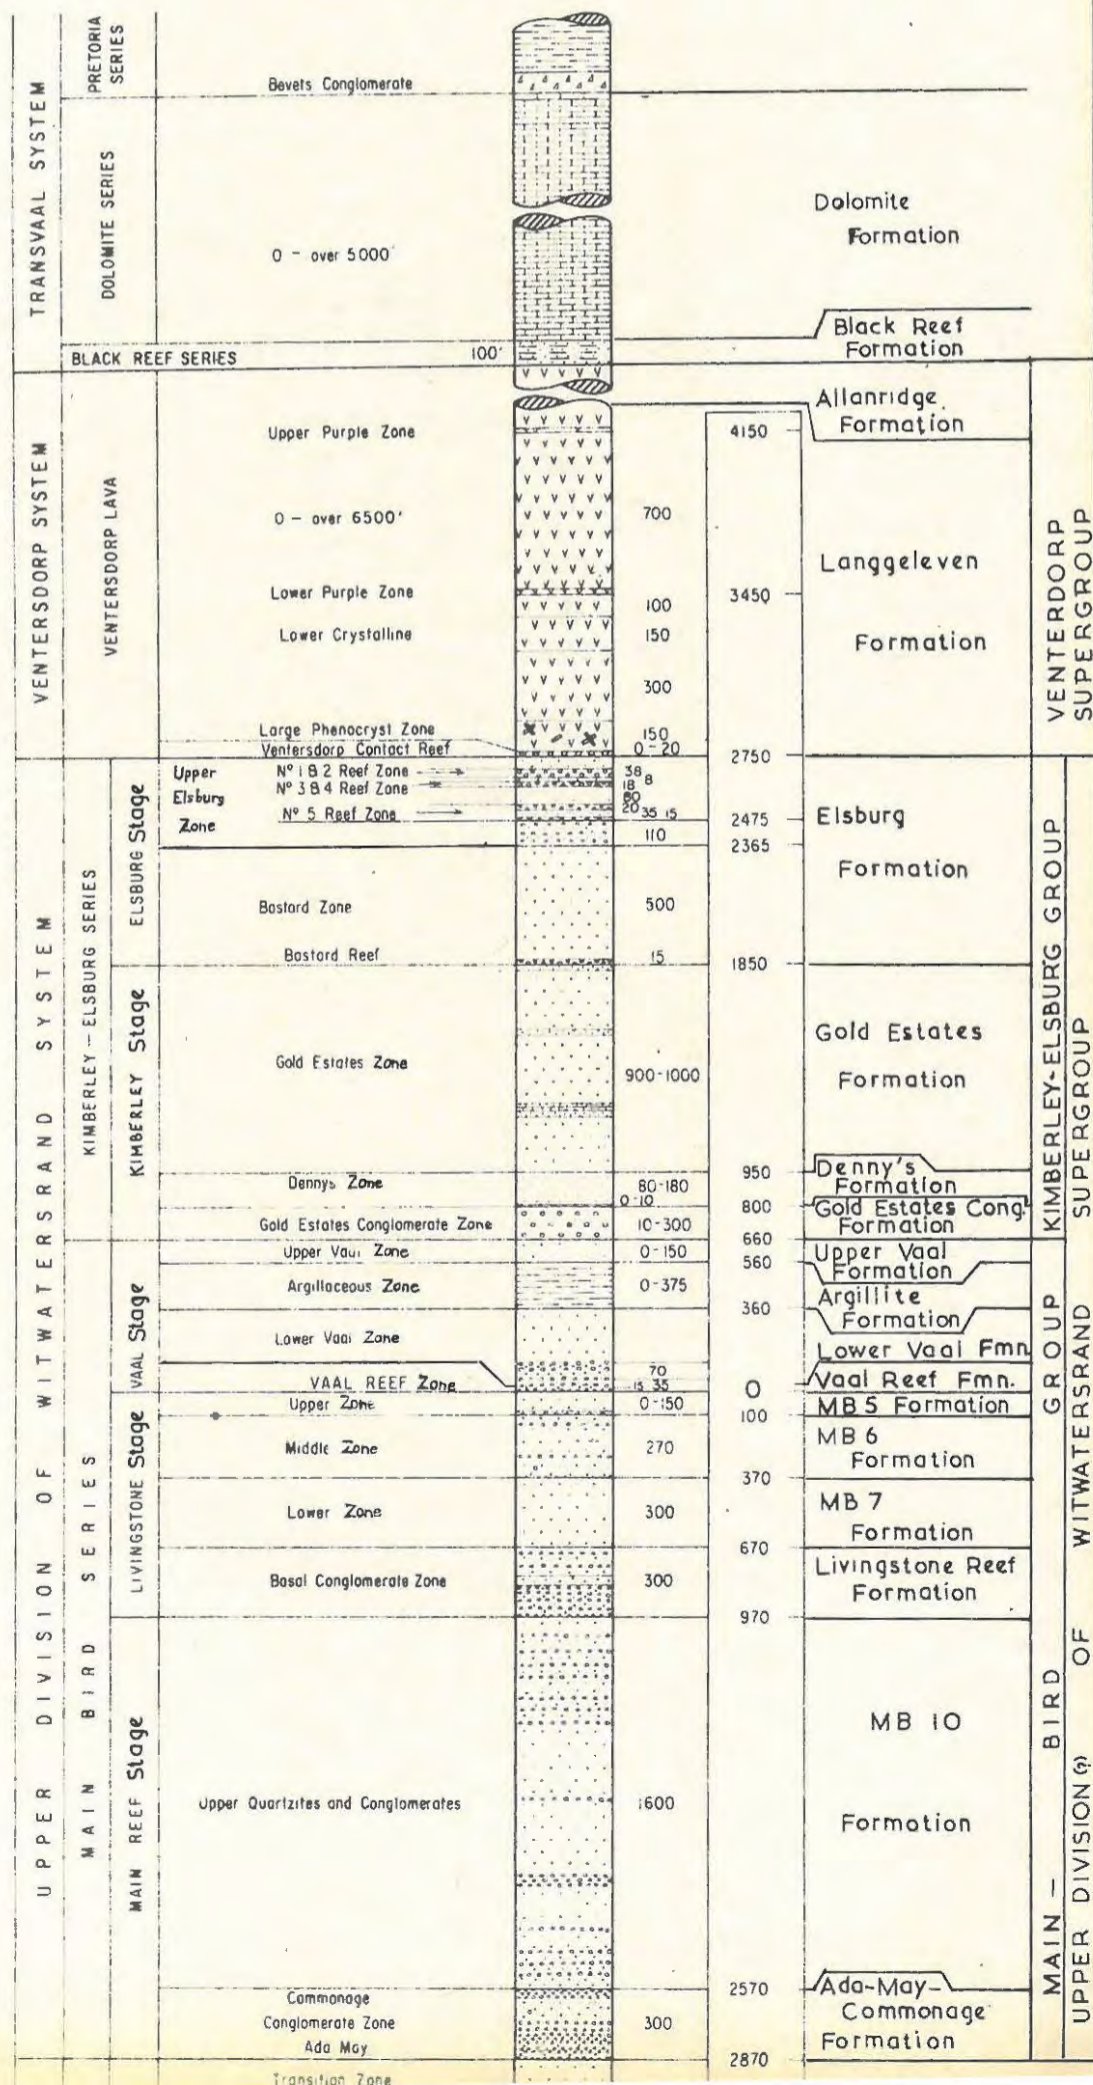 TRANSVAAL SYSTEM
PRETORIA
SERIES
Bevets Conglomerate
DOLOMITE SERIES
0 - over 5000'
Dolomite
Formation
BLACK REEF SERIES
100'
Black Reef
Formation
VENTERSDORP SYSTEM
VENTERSDORP LAVA
Upper Purple Zone
0 - over 6500'
Lower Purple Zone
Lower Crystalline
Large Phenocryst Zone
Ventersdorp Contact Reef
700
100
150
300
150
0-20
4150
3450
2750
Allanridge
Formation
Langgeleven
Formation
VENTERDORP
SUPERGROUP
UPPER DIVISION OF WITWATERSRAND SYSTEM
KIMBERLEY - ELSBURG SERIES
ELSBURG Stage
Upper
Elsburg
Zone
Nº 1 & 2 Reef Zone
Nº 3 & 4 Reef Zone
Nº 5 Reef Zone
38
8
18
60
20 35 15
110
2475
2365
Elsburg
Formation
Bastard Zone
500
Bastard Reef
15
1850
KIMBERLEY Stage
Gold Estates Zone
900-1000
Gold Estates
Formation
Dennys Zone
80-180
0-10
950
Denny's
Formation
Gold Estates Conglomerate Zone
10-300
800
Gold Estates Cong.
Formation
660
KIMBERLEY-ELSBURG GROUP
MAIN BIRD SERIES
VAAL Stage
Upper Vaal Zone
0-150
560
Upper Vaal
Formation
Argillaceous Zone
0-375
360
Argillite
Formation
Lower Vaal Zone
Lower Vaal Fmn
VAAL REEF Zone
70
15 35
0
Vaal Reef Fmn.
LIVINGSTONE Stage
Upper Zone
0-150
100
MB 5 Formation
Middle Zone
270
370
MB 6
Formation
Lower Zone
300
670
MB 7
Formation
Basal Conglomerate Zone
300
970
Livingstone Reef
Formation
MAIN REEF Stage
Upper Quartzites and Conglomerates
1600
MB 10
Formation
2570
Commonage
Conglomerate Zone
Ada May
300
2870
Ada-May-
Commonage
Formation
Transition Zone
MAIN - BIRD GROUP
UPPER DIVISION(?) OF WITWATERSRAND SUPERGROUP